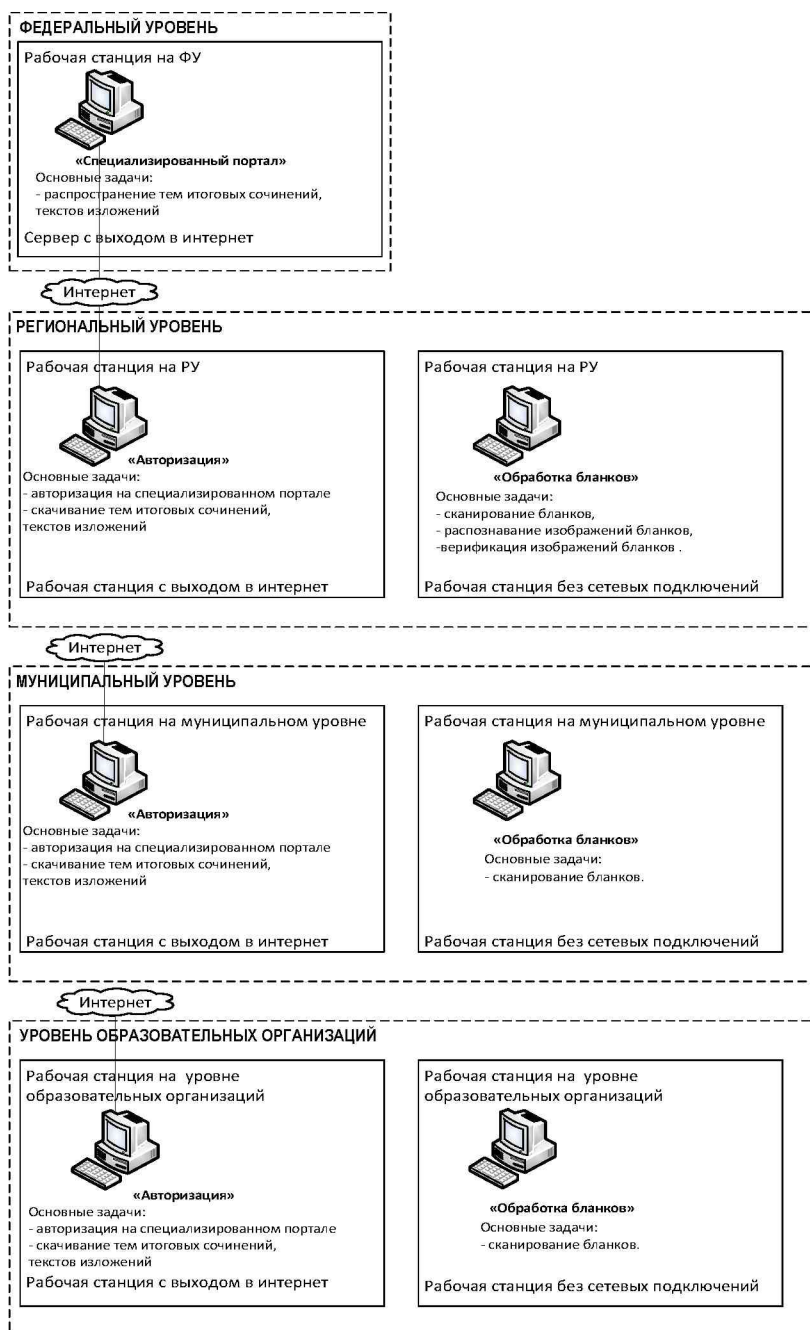 ФЕДЕРАЛЬНЫЙ УРОВЕНЬ
Рабочая станция на ФУ
«Специализированный портал»
Основные задачи:
- распространение тем итоговых сочинений,
текстов изложений
Сервер с выходом в интернет
Интернет
РЕГИОНАЛЬНЫЙ УРОВЕНЬ
Рабочая станция на РУ
«Авторизация»
Основные задачи:
- авторизация на специализированном портале
- скачивание тем итоговых сочинений,
текстов изложений
Рабочая станция с выходом в интернет
Рабочая станция на РУ
«Обработка бланков»
Основные задачи:
- сканирование бланков,
- распознавание изображений бланков,
-верификация изображений бланков .
Рабочая станция без сетевых подключений
Интернет
МУНИЦИПАЛЬНЫЙ УРОВЕНЬ
Рабочая станция на муниципальном уровне
«Авторизация»
Основные задачи:
- авторизация на специализированном портале
- скачивание тем итоговых сочинений,
текстов изложений
Рабочая станция с выходом в интернет
Рабочая станция на муниципальном уровне
«Обработка бланков»
Основные задачи:
- сканирование бланков.
Рабочая станция без сетевых подключений
Интернет
УРОВЕНЬ ОБРАЗОВАТЕЛЬНЫХ ОРГАНИЗАЦИЙ
Рабочая станция на уровне
образовательных организаций
«Авторизация»
Основные задачи:
- авторизация на специализированном портале
- скачивание тем итоговых сочинений,
текстов изложений
Рабочая станция с выходом в интернет
Рабочая станция на уровне
образовательных организаций
«Обработка бланков»
Основные задачи:
- сканирование бланков.
Рабочая станция без сетевых подключений